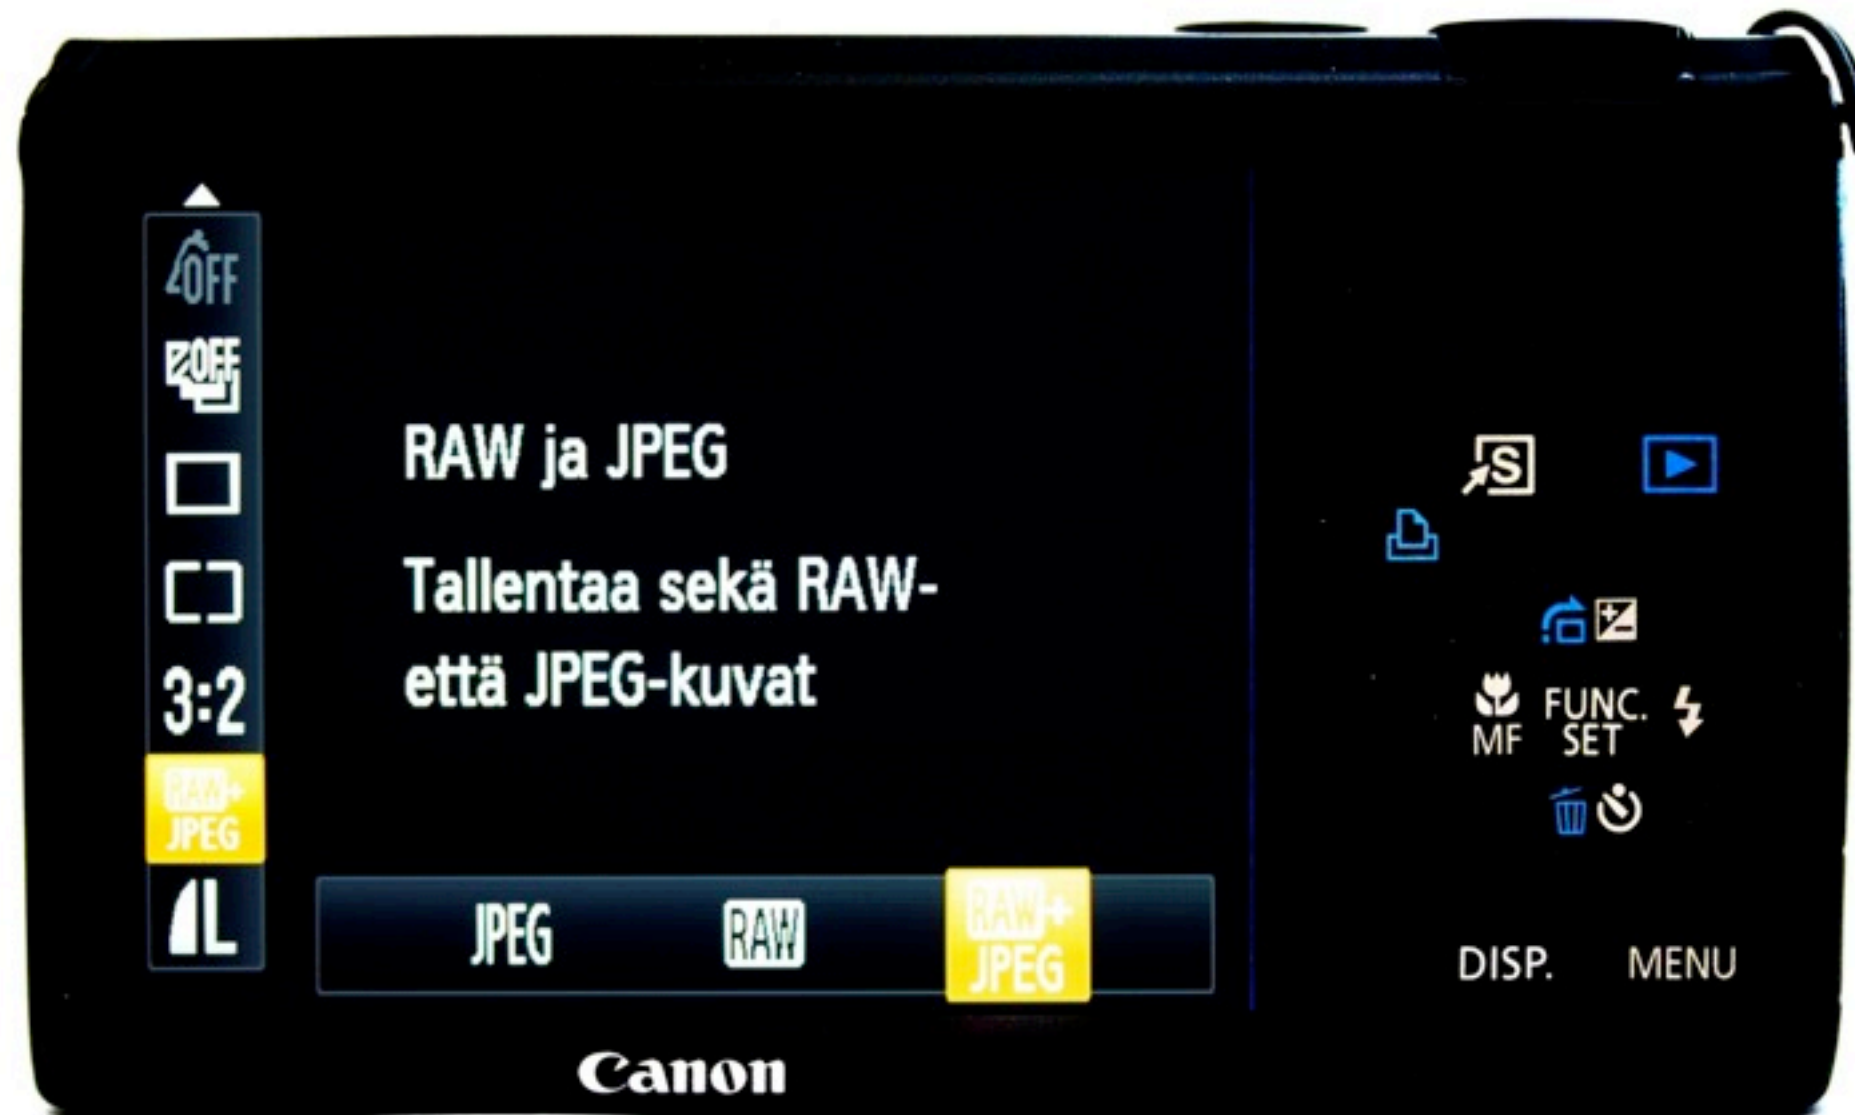 OFF
OFF
RAW ja JPEG
Tallentaa sekä RAW-
että JPEG-kuvat
3:2
RAW+
JPEG
L
JPEG RAW RAW+
JPEG
S
MF FUNC.
SET
DISP. MENU
Canon